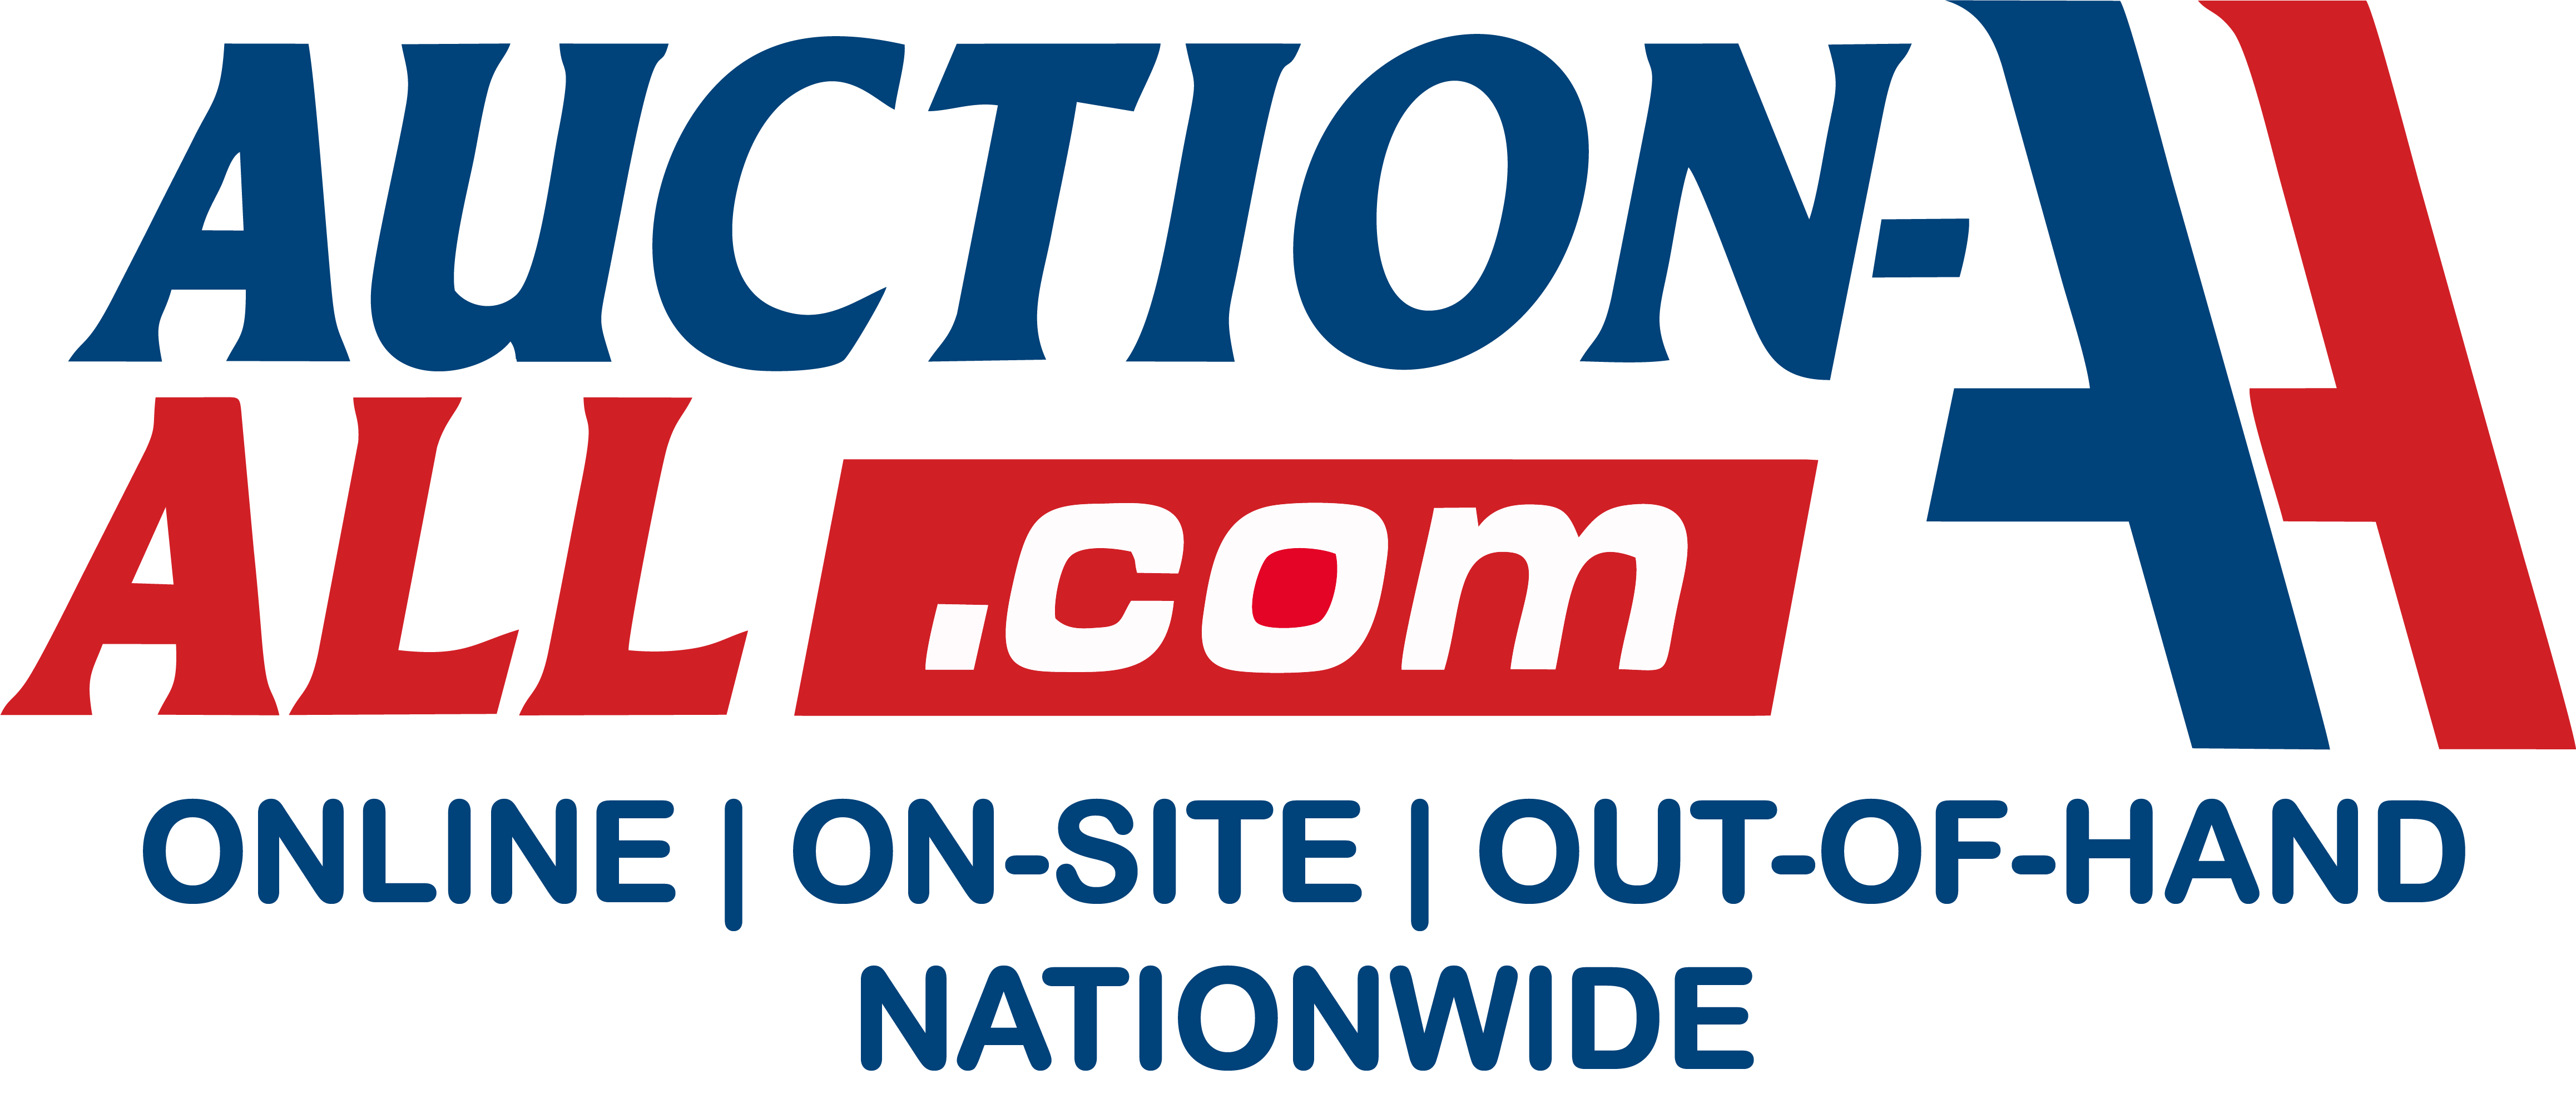 AUCTION-
ALL .com
ONLINE | ON-SITE | OUT-OF-HAND
NATIONWIDE